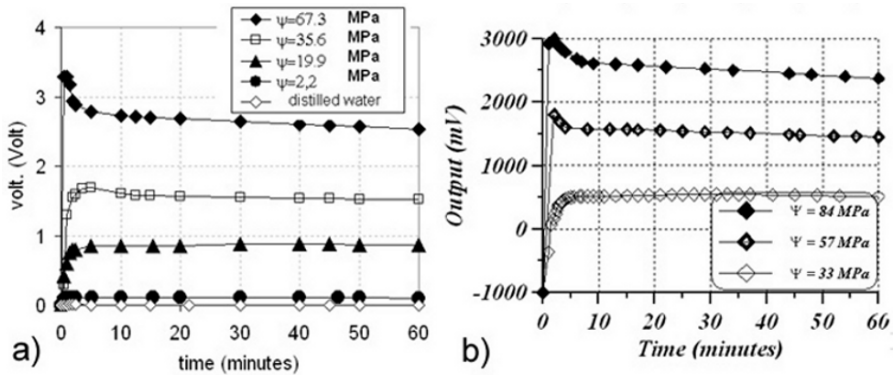 ψ=67.3 MPa
ψ=35.6 MPa
ψ=19.9 MPa
ψ=2,2 MPa
distilled water
4
3
2
1
0
volt. (Volt)
0 10 20 30 40 50 60
time (minutes)
a)
3000
2000
1000
0
-1000
Output (mV)
Ψ = 84 MPa
Ψ = 57 MPa
Ψ = 33 MPa
0 10 20 30 40 50 60
Time (minutes)
b)